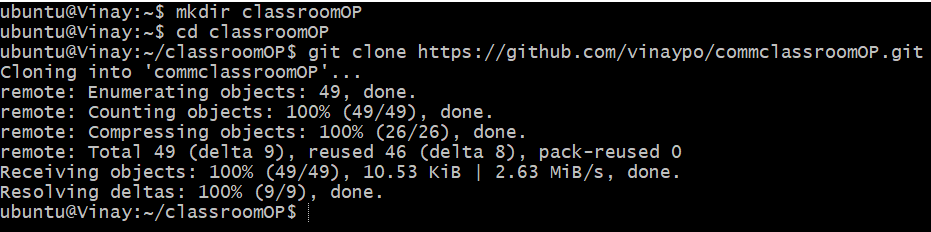 ubuntu@Vinay:~$ mkdir classroomOP
ubuntu@Vinay:~$ cd classroomOP
ubuntu@Vinay:~/classroomOP$ git clone https://github.com/vinaypo/commclassroomOP.git
Cloning into 'commclassroomOP'...
remote: Enumerating objects: 49, done.
remote: Counting objects: 100% (49/49), done.
remote: Compressing objects: 100% (26/26), done.
remote: Total 49 (delta 9), reused 46 (delta 8), pack-reused 0
Receiving objects: 100% (49/49), 10.53 KiB | 2.63 MiB/s, done.
Resolving deltas: 100% (9/9), done.
ubuntu@Vinay:~/classroomOP$